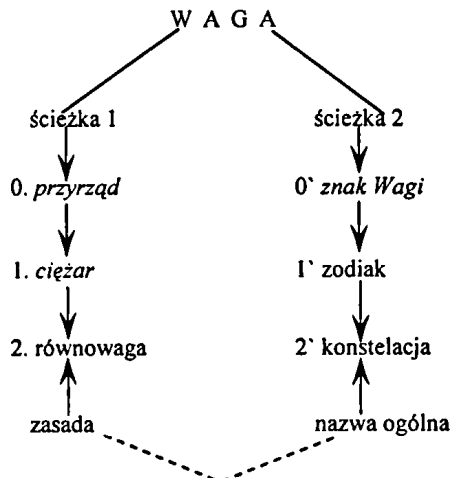 W A G A
ścieżka 1 ścieżka 2
0. przyrząd 0` znak Wagi
1. ciężar 1` zodiak
2. równowaga 2` konstelacja
zasada nazwa ogólna